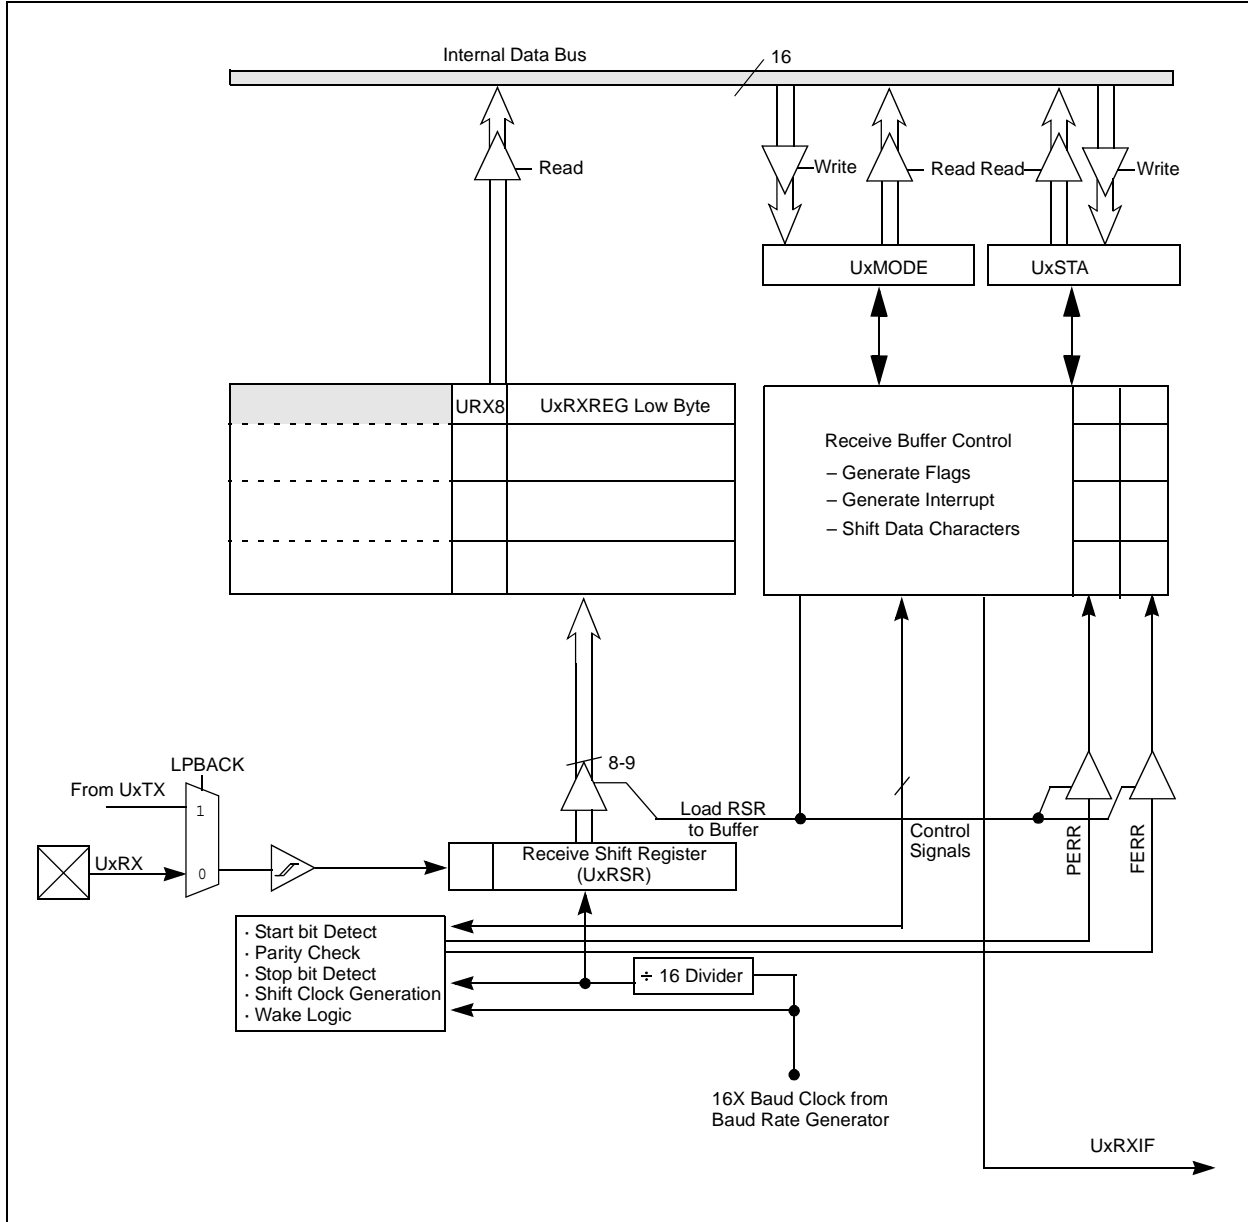 Internal Data Bus
16
Read
Write
Read Read
Write
UxMODE
UxSTA
URX8
UxRXREG Low Byte
Receive Buffer Control
– Generate Flags
– Generate Interrupt
– Shift Data Characters
LPBACK
From UxTX
1
UxRX
0
8-9
Load RSR
to Buffer
Control
Signals
PERR
FERR
Receive Shift Register
(UxRSR)
· Start bit Detect
· Parity Check
· Stop bit Detect
· Shift Clock Generation
· Wake Logic
÷ 16 Divider
16X Baud Clock from
Baud Rate Generator
UxRXIF